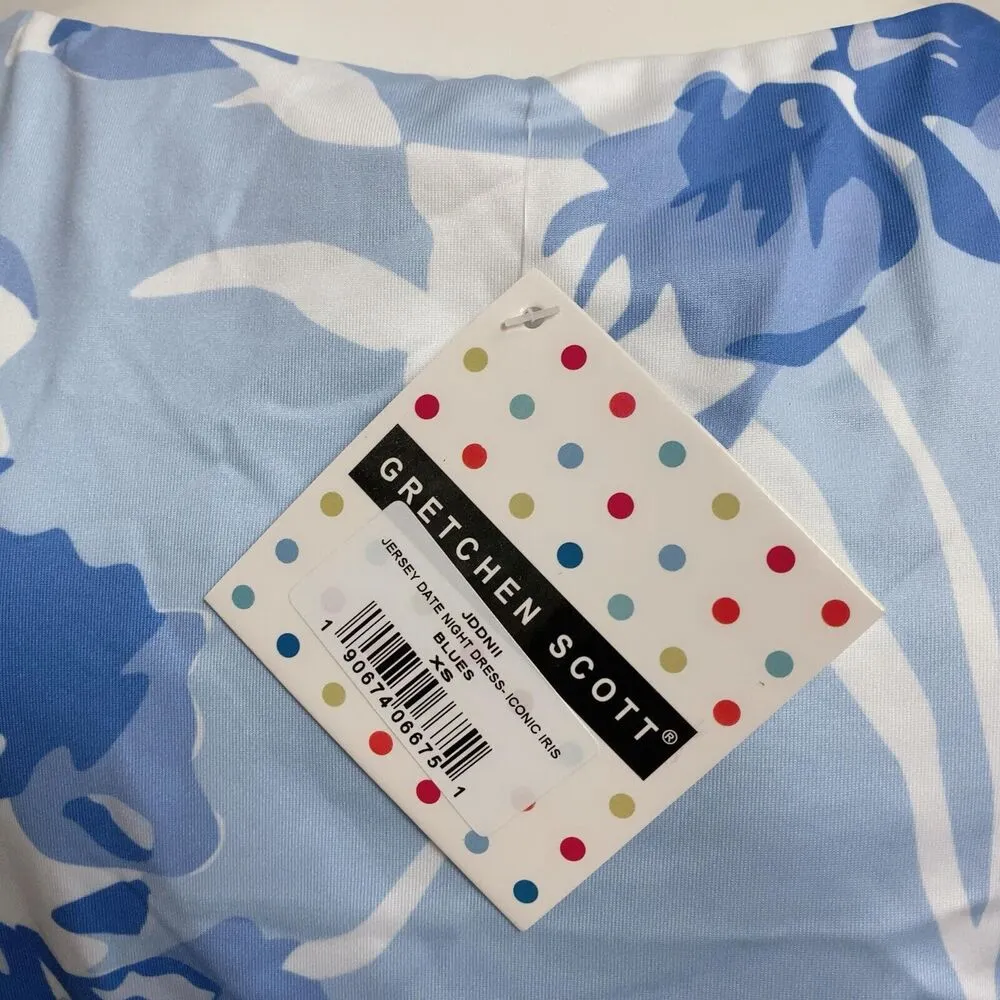 GRETCHEN SCOTT®
JDDNII
JERSEY DATE NIGHT DRESS- ICONIC IRIS
BLUES
XS
1 90674 06675 1